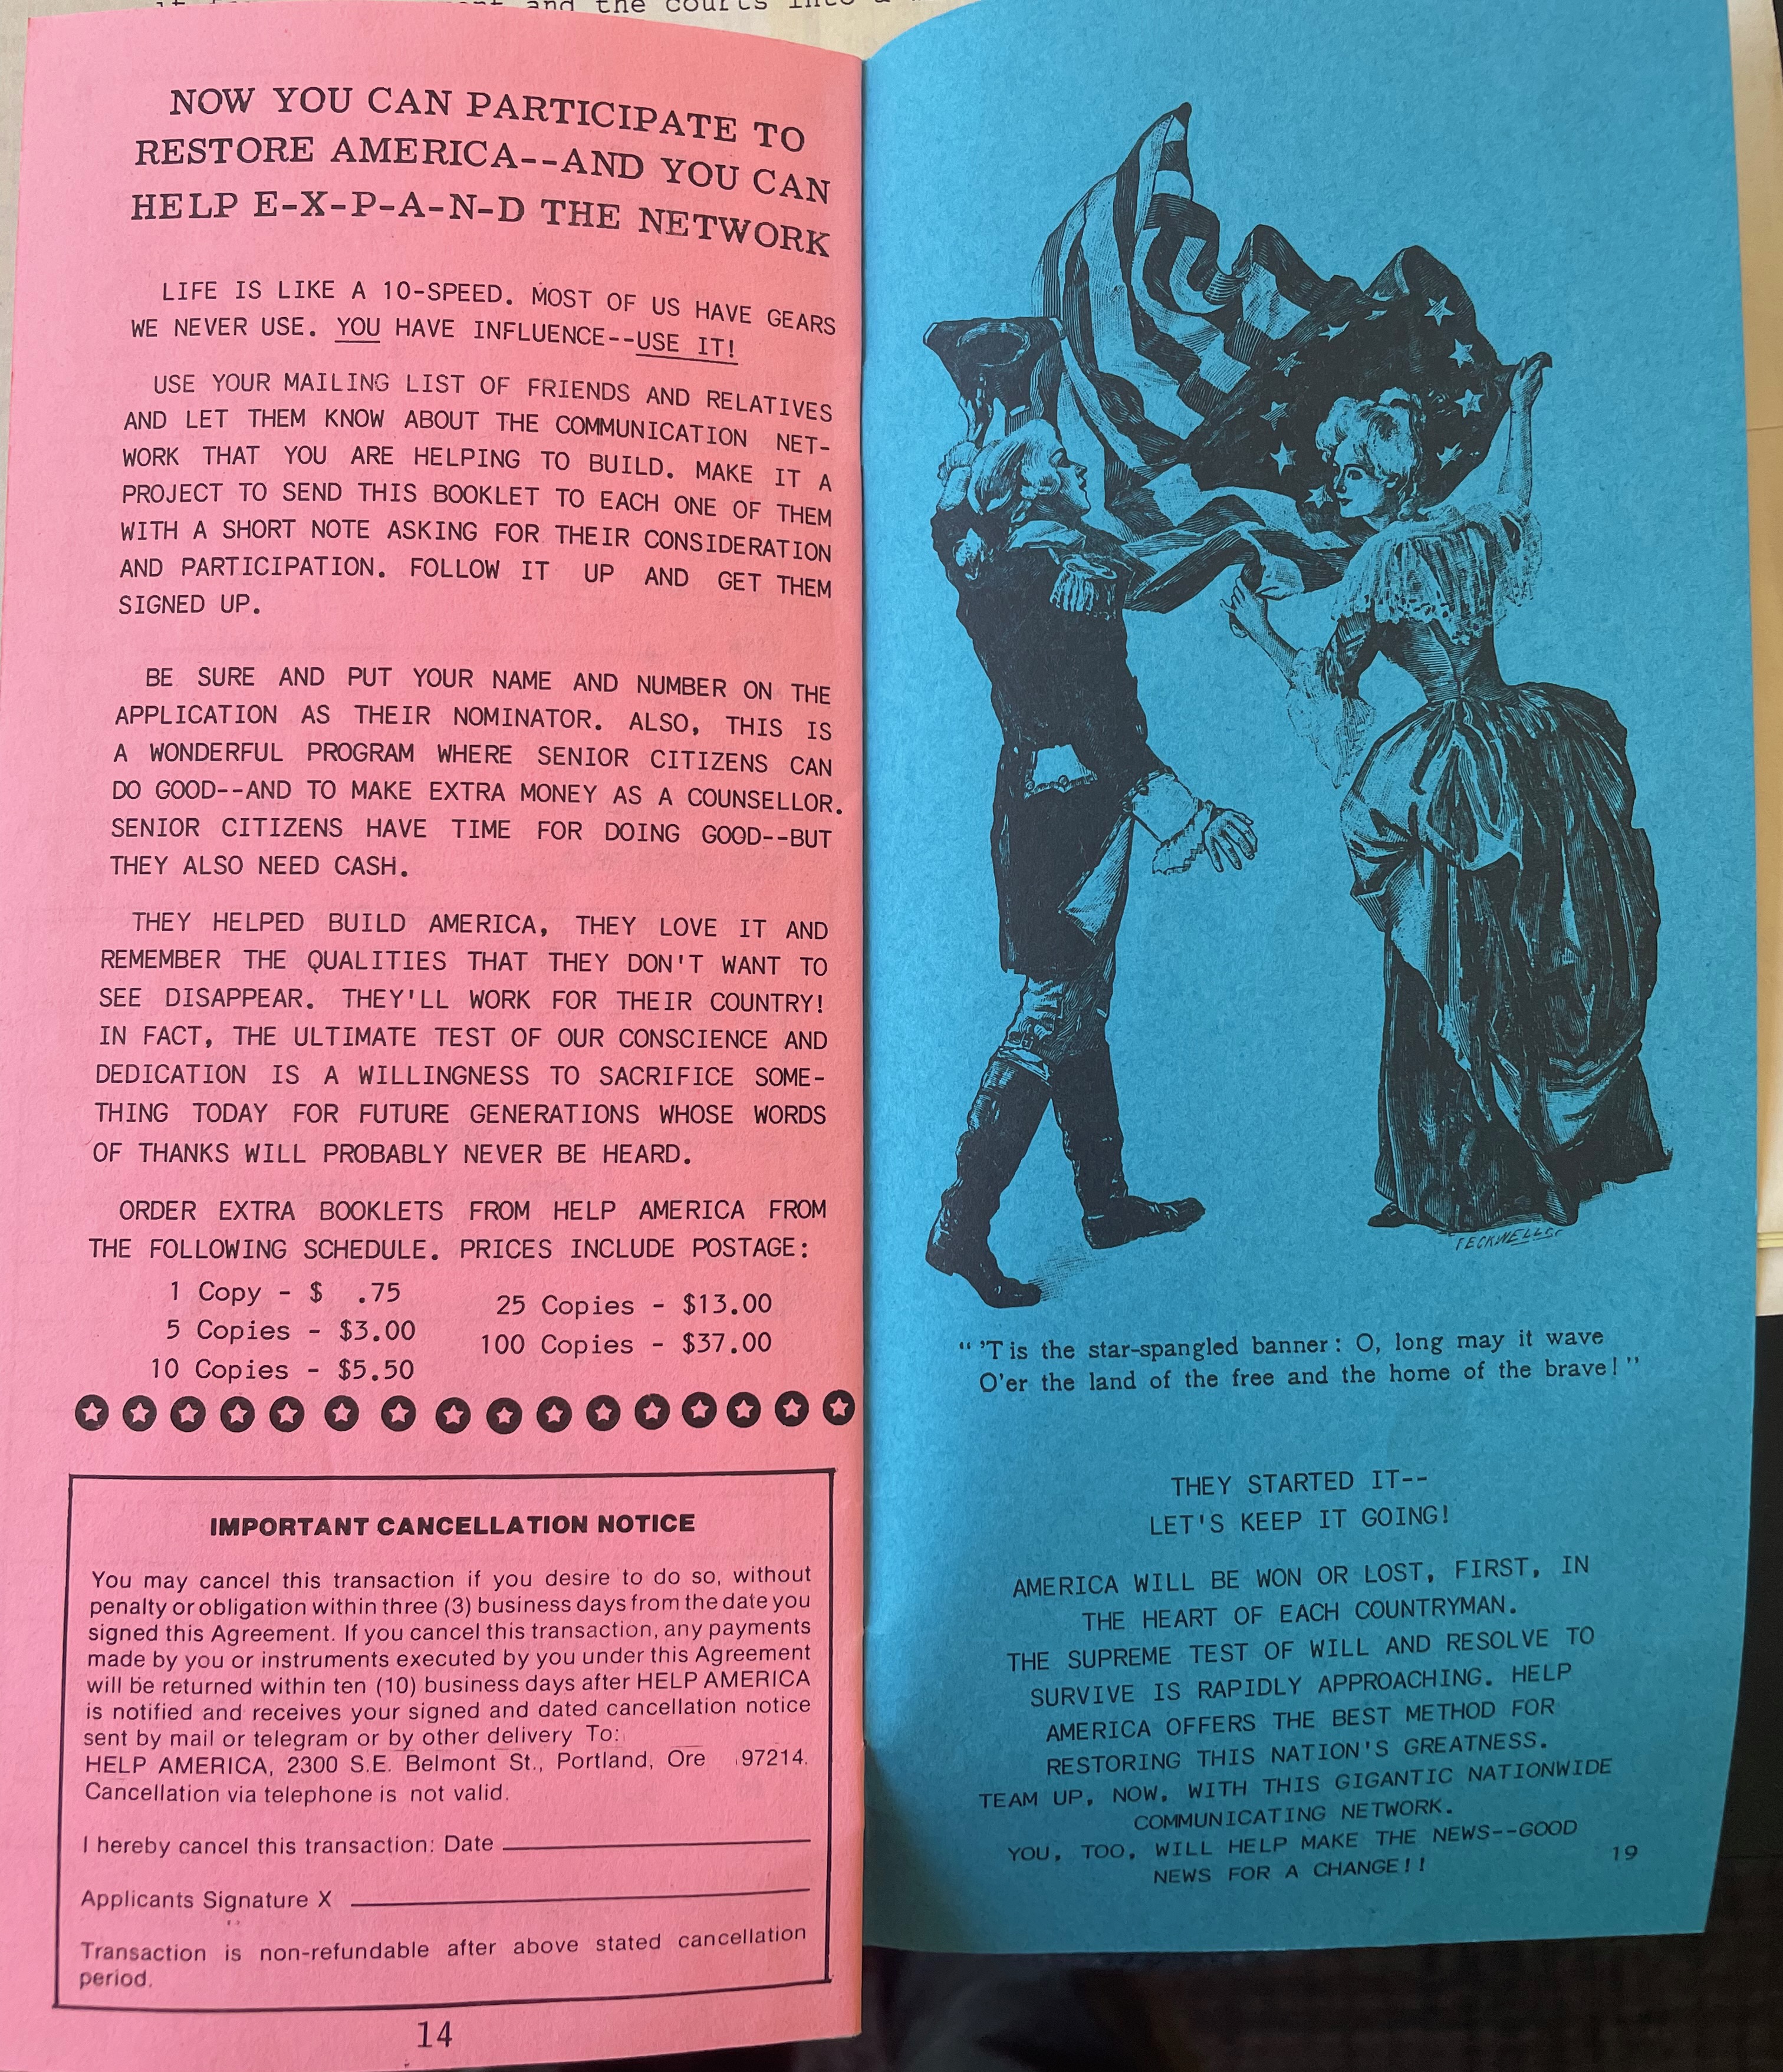 and the courts into a
NOW YOU CAN PARTICIPATE TO
RESTORE AMERICA--AND YOU CAN
HELP E-X-P-A-N-D THE NETWORK
LIFE IS LIKE A 10-SPEED. MOST OF US HAVE GEARS
WE NEVER USE. YOU HAVE INFLUENCE--USE IT!
USE YOUR MAILING LIST OF FRIENDS AND RELATIVES
AND LET THEM KNOW ABOUT THE COMMUNICATION NET-
WORK THAT YOU ARE HELPING TO BUILD. MAKE IT A
PROJECT TO SEND THIS BOOKLET TO EACH ONE OF THEM
WITH A SHORT NOTE ASKING FOR THEIR CONSIDERATION
AND PARTICIPATION. FOLLOW IT UP AND GET THEM
SIGNED UP.
BE SURE AND PUT YOUR NAME AND NUMBER ON THE
APPLICATION AS THEIR NOMINATOR. ALSO, THIS IS
A WONDERFUL PROGRAM WHERE SENIOR CITIZENS CAN
DO GOOD--AND TO MAKE EXTRA MONEY AS A COUNSELLOR.
SENIOR CITIZENS HAVE TIME FOR DOING GOOD--BUT
THEY ALSO NEED CASH.
THEY HELPED BUILD AMERICA, THEY LOVE IT AND
REMEMBER THE QUALITIES THAT THEY DON'T WANT TO
SEE DISAPPEAR. THEY'LL WORK FOR THEIR COUNTRY!
IN FACT, THE ULTIMATE TEST OF OUR CONSCIENCE AND
DEDICATION IS A WILLINGNESS TO SACRIFICE SOME-
THING TODAY FOR FUTURE GENERATIONS WHOSE WORDS
OF THANKS WILL PROBABLY NEVER BE HEARD.
ORDER EXTRA BOOKLETS FROM HELP AMERICA FROM
THE FOLLOWING SCHEDULE. PRICES INCLUDE POSTAGE:
1 Copy - $ .75
5 Copies - $3.00
10 Copies - $5.50
25 Copies - $13.00
100 Copies - $37.00
IMPORTANT CANCELLATION NOTICE
You may cancel this transaction if you desire to do so, without
penalty or obligation within three (3) business days from the date you
signed this Agreement. If you cancel this transaction, any payments
made by you or instruments executed by you under this Agreement
will be returned within ten (10) business days after HELP AMERICA
is notified and receives your signed and dated cancellation notice
sent by mail or telegram or by other delivery To:
HELP AMERICA, 2300 S.E. Belmont St., Portland, Ore 97214.
Cancellation via telephone is not valid.
I hereby cancel this transaction: Date
Applicants Signature X
Transaction is non-refundable after above stated cancellation
period.
14
" 'Tis the star-spangled banner: O, long may it wave
O'er the land of the free and the home of the brave!"
THEY STARTED IT--
LET'S KEEP IT GOING!
AMERICA WILL BE WON OR LOST, FIRST, IN
THE HEART OF EACH COUNTRYMAN.
THE SUPREME TEST OF WILL AND RESOLVE TO
SURVIVE IS RAPIDLY APPROACHING. HELP
AMERICA OFFERS THE BEST METHOD FOR
RESTORING THIS NATION'S GREATNESS.
TEAM UP, NOW, WITH THIS GIGANTIC NATIONWIDE
COMMUNICATING NETWORK.
YOU, TOO, WILL HELP MAKE THE NEWS--GOOD
NEWS FOR A CHANGE!!
19